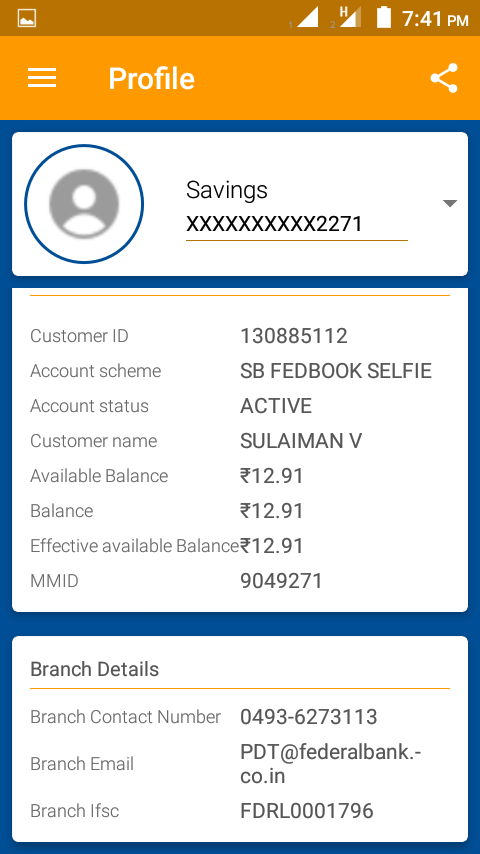 1 2 H 7:41 PM
Profile
Savings
XXXXXXXXXX2271
Customer ID 130885112
Account scheme SB FEDBOOK SELFIE
Account status ACTIVE
Customer name SULAIMAN V
Available Balance ₹12.91
Balance ₹12.91
Effective available Balance ₹12.91
MMID 9049271
Branch Details
Branch Contact Number 0493-6273113
Branch Email PDT@federalbank.-
co.in
Branch Ifsc FDRL0001796